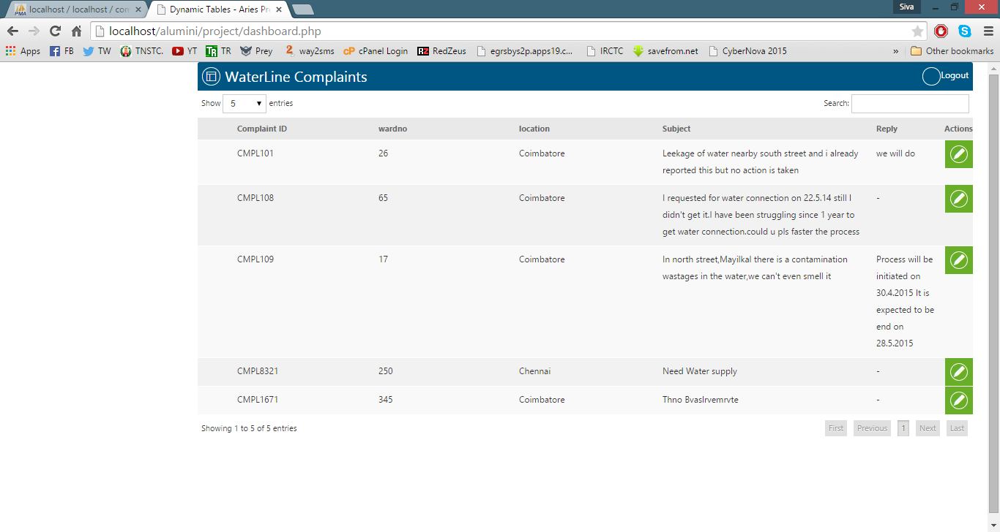 Siva
localhost / localhost / com
Dynamic Tables - Aries Pr
localhost/alumini/project/dashboard.php
Apps FB TW TNSTC. YT TR Prey way2sms cPanel Login RedZeus egrsbys2p.apps19.c... IRCTC savefrom.net CyberNova 2015 » Other bookmarks
WaterLine Complaints Logout
Show 5 entries Search:
Complaint ID wardno location Subject Reply Actions
CMPL101 26 Coimbatore Leekage of water nearby south street and i already we will do
reported this but no action is taken
CMPL108 65 Coimbatore I requested for water connection on 22.5.14 still I -
didn't get it.I have been struggling since 1 year to
get water connection.could u pls faster the process
CMPL109 17 Coimbatore In north street,Mayilkal there is a contamination Process will be
wastages in the water,we can't even smell it initiated on
30.4.2015 It is
expected to be
end on
28.5.2015
CMPL8321 250 Chennai Need Water supply -
CMPL1671 345 Coimbatore Thno Bvaslrvemrvte -
Showing 1 to 5 of 5 entries First Previous 1 Next Last